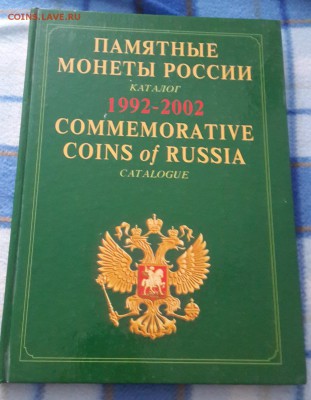 COINS.LAVE.RU
ПАМЯТНЫЕ
МОНЕТЫ РОССИИ
КАТАЛОГ
1992-2002
COMMEMORATIVE
COINS of RUSSIA
CATALOGUE